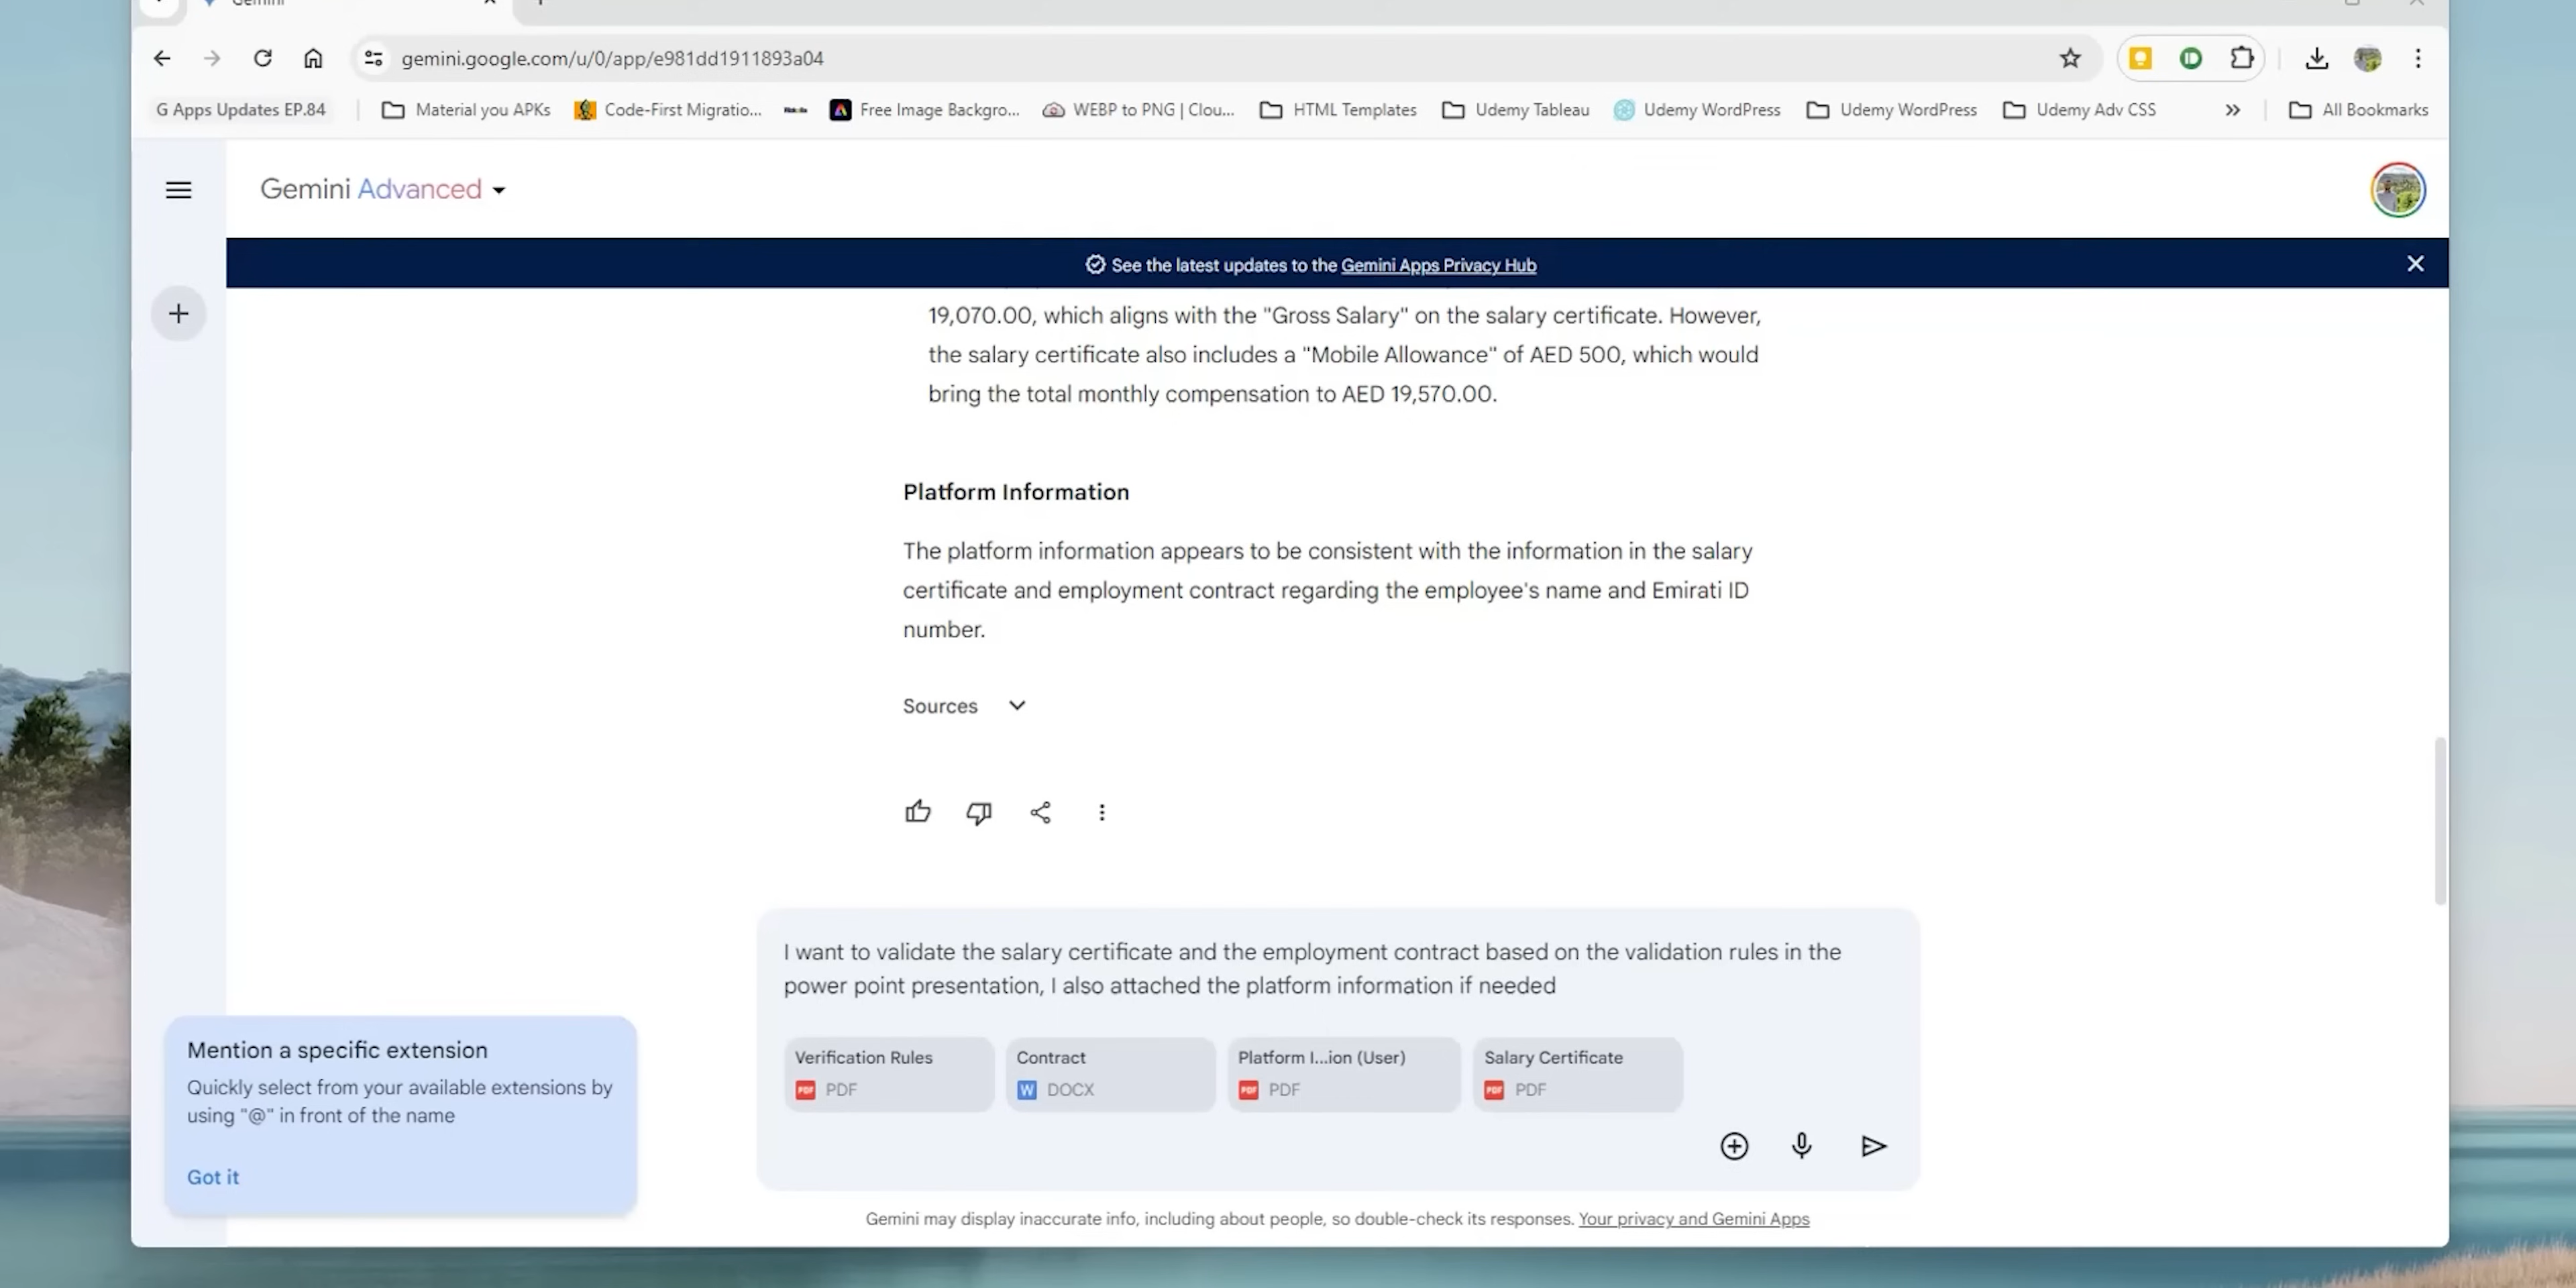 Gemini
gemini.google.com/u/0/app/e981dd1911893a04
G Apps Updates EP.84
Material you APKs
Code-First Migratio...
Free Image Backgro...
WEBP to PNG | Clou...
HTML Templates
Udemy Tableau
Udemy WordPress
Udemy WordPress
Udemy Adv CSS
All Bookmarks
Gemini Advanced
See the latest updates to the Gemini Apps Privacy Hub
19,070.00, which aligns with the "Gross Salary" on the salary certificate. However,
the salary certificate also includes a "Mobile Allowance" of AED 500, which would
bring the total monthly compensation to AED 19,570.00.
Platform Information
The platform information appears to be consistent with the information in the salary
certificate and employment contract regarding the employee's name and Emirati ID
number.
Sources
I want to validate the salary certificate and the employment contract based on the validation rules in the
power point presentation, I also attached the platform information if needed
Verification Rules
PDF PDF
Contract
W DOCX
Platform I...ion (User)
PDF PDF
Salary Certificate
PDF PDF
Mention a specific extension
Quickly select from your available extensions by
using "@" in front of the name
Got it
Gemini may display inaccurate info, including about people, so double-check its responses. Your privacy and Gemini Apps